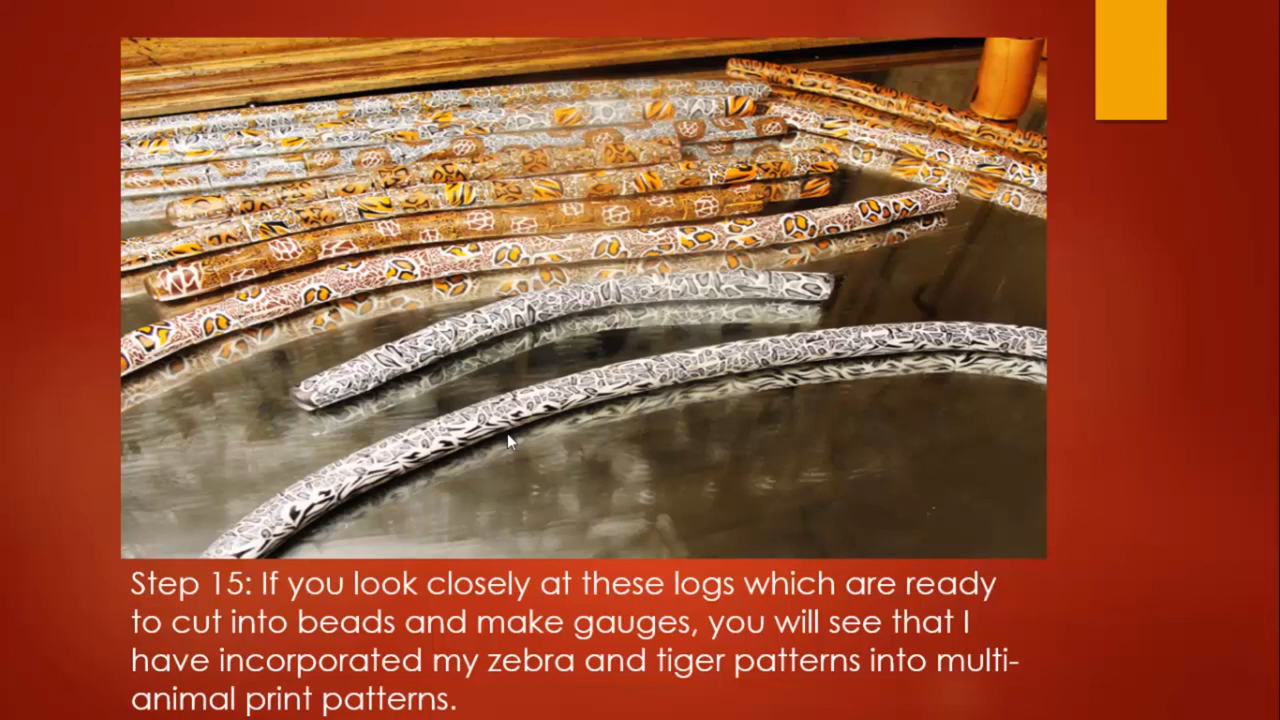 Step 15: If you look closely at these logs which are ready
to cut into beads and make gauges, you will see that I
have incorporated my zebra and tiger patterns into multi-
animal print patterns.